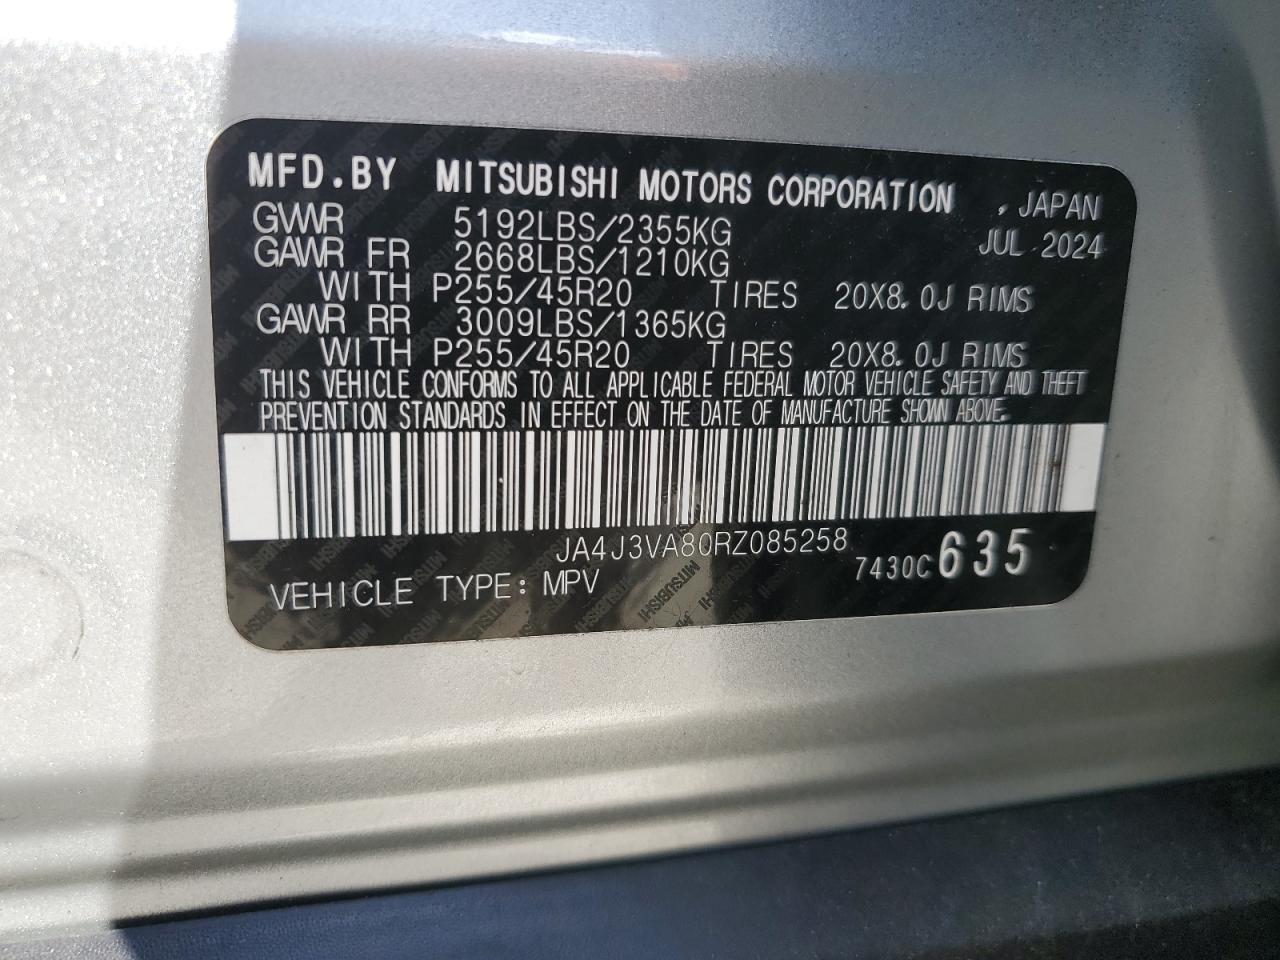 MFD.BY MITSUBISHI MOTORS CORPORATION , JAPAN
GVWR 5192LBS/2355KG JUL 2024
GAWR FR 2668LBS/1210KG
WITH P255/45R20 TIRES 20X8.0J RIMS
GAWR RR 3009LBS/1365KG
WITH P255/45R20 TIRES 20X8.0J RIMS
THIS VEHICLE CONFORMS TO ALL APPLICABLE FEDERAL MOTOR VEHICLE SAFETY AND THEFT
PREVENTION STANDARDS IN EFFECT ON THE DATE OF MANUFACTURE SHOWN ABOVE.
JA4J3VA80RZ085258
VEHICLE TYPE: MPV 7430C 635